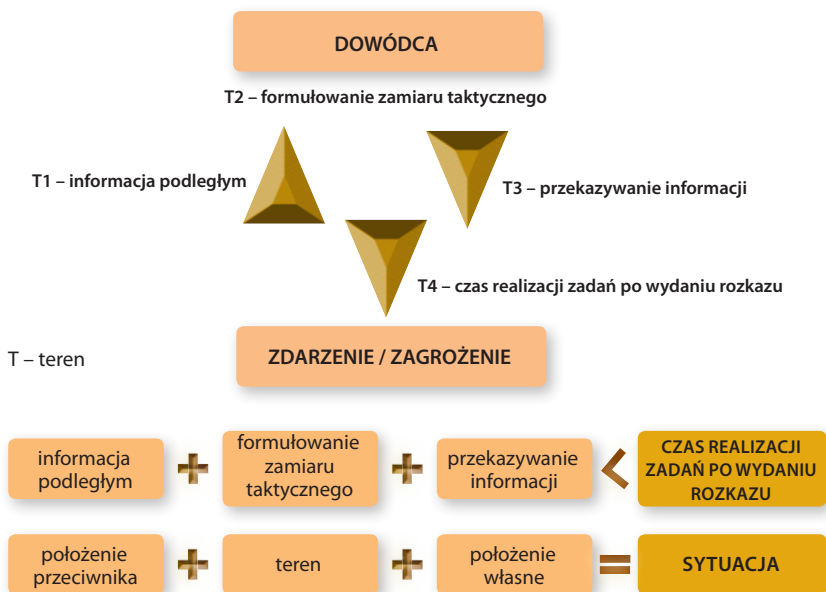 DOWÓDCA
T2 – formułowanie zamiaru taktycznego
T1 – informacja podległym
T3 – przekazywanie informacji
T4 – czas realizacji zadań po wydaniu rozkazu
T – teren
ZDARZENIE / ZAGROŻENIE
informacja
podległym
+
formułowanie
zamiaru
taktycznego
+
przekazywanie
informacji
<
CZAS REALIZACJI
ZADAŃ PO WYDANIU
ROZKAZU
położenie
przeciwnika
+
teren
+
położenie
własne
=
SYTUACJA